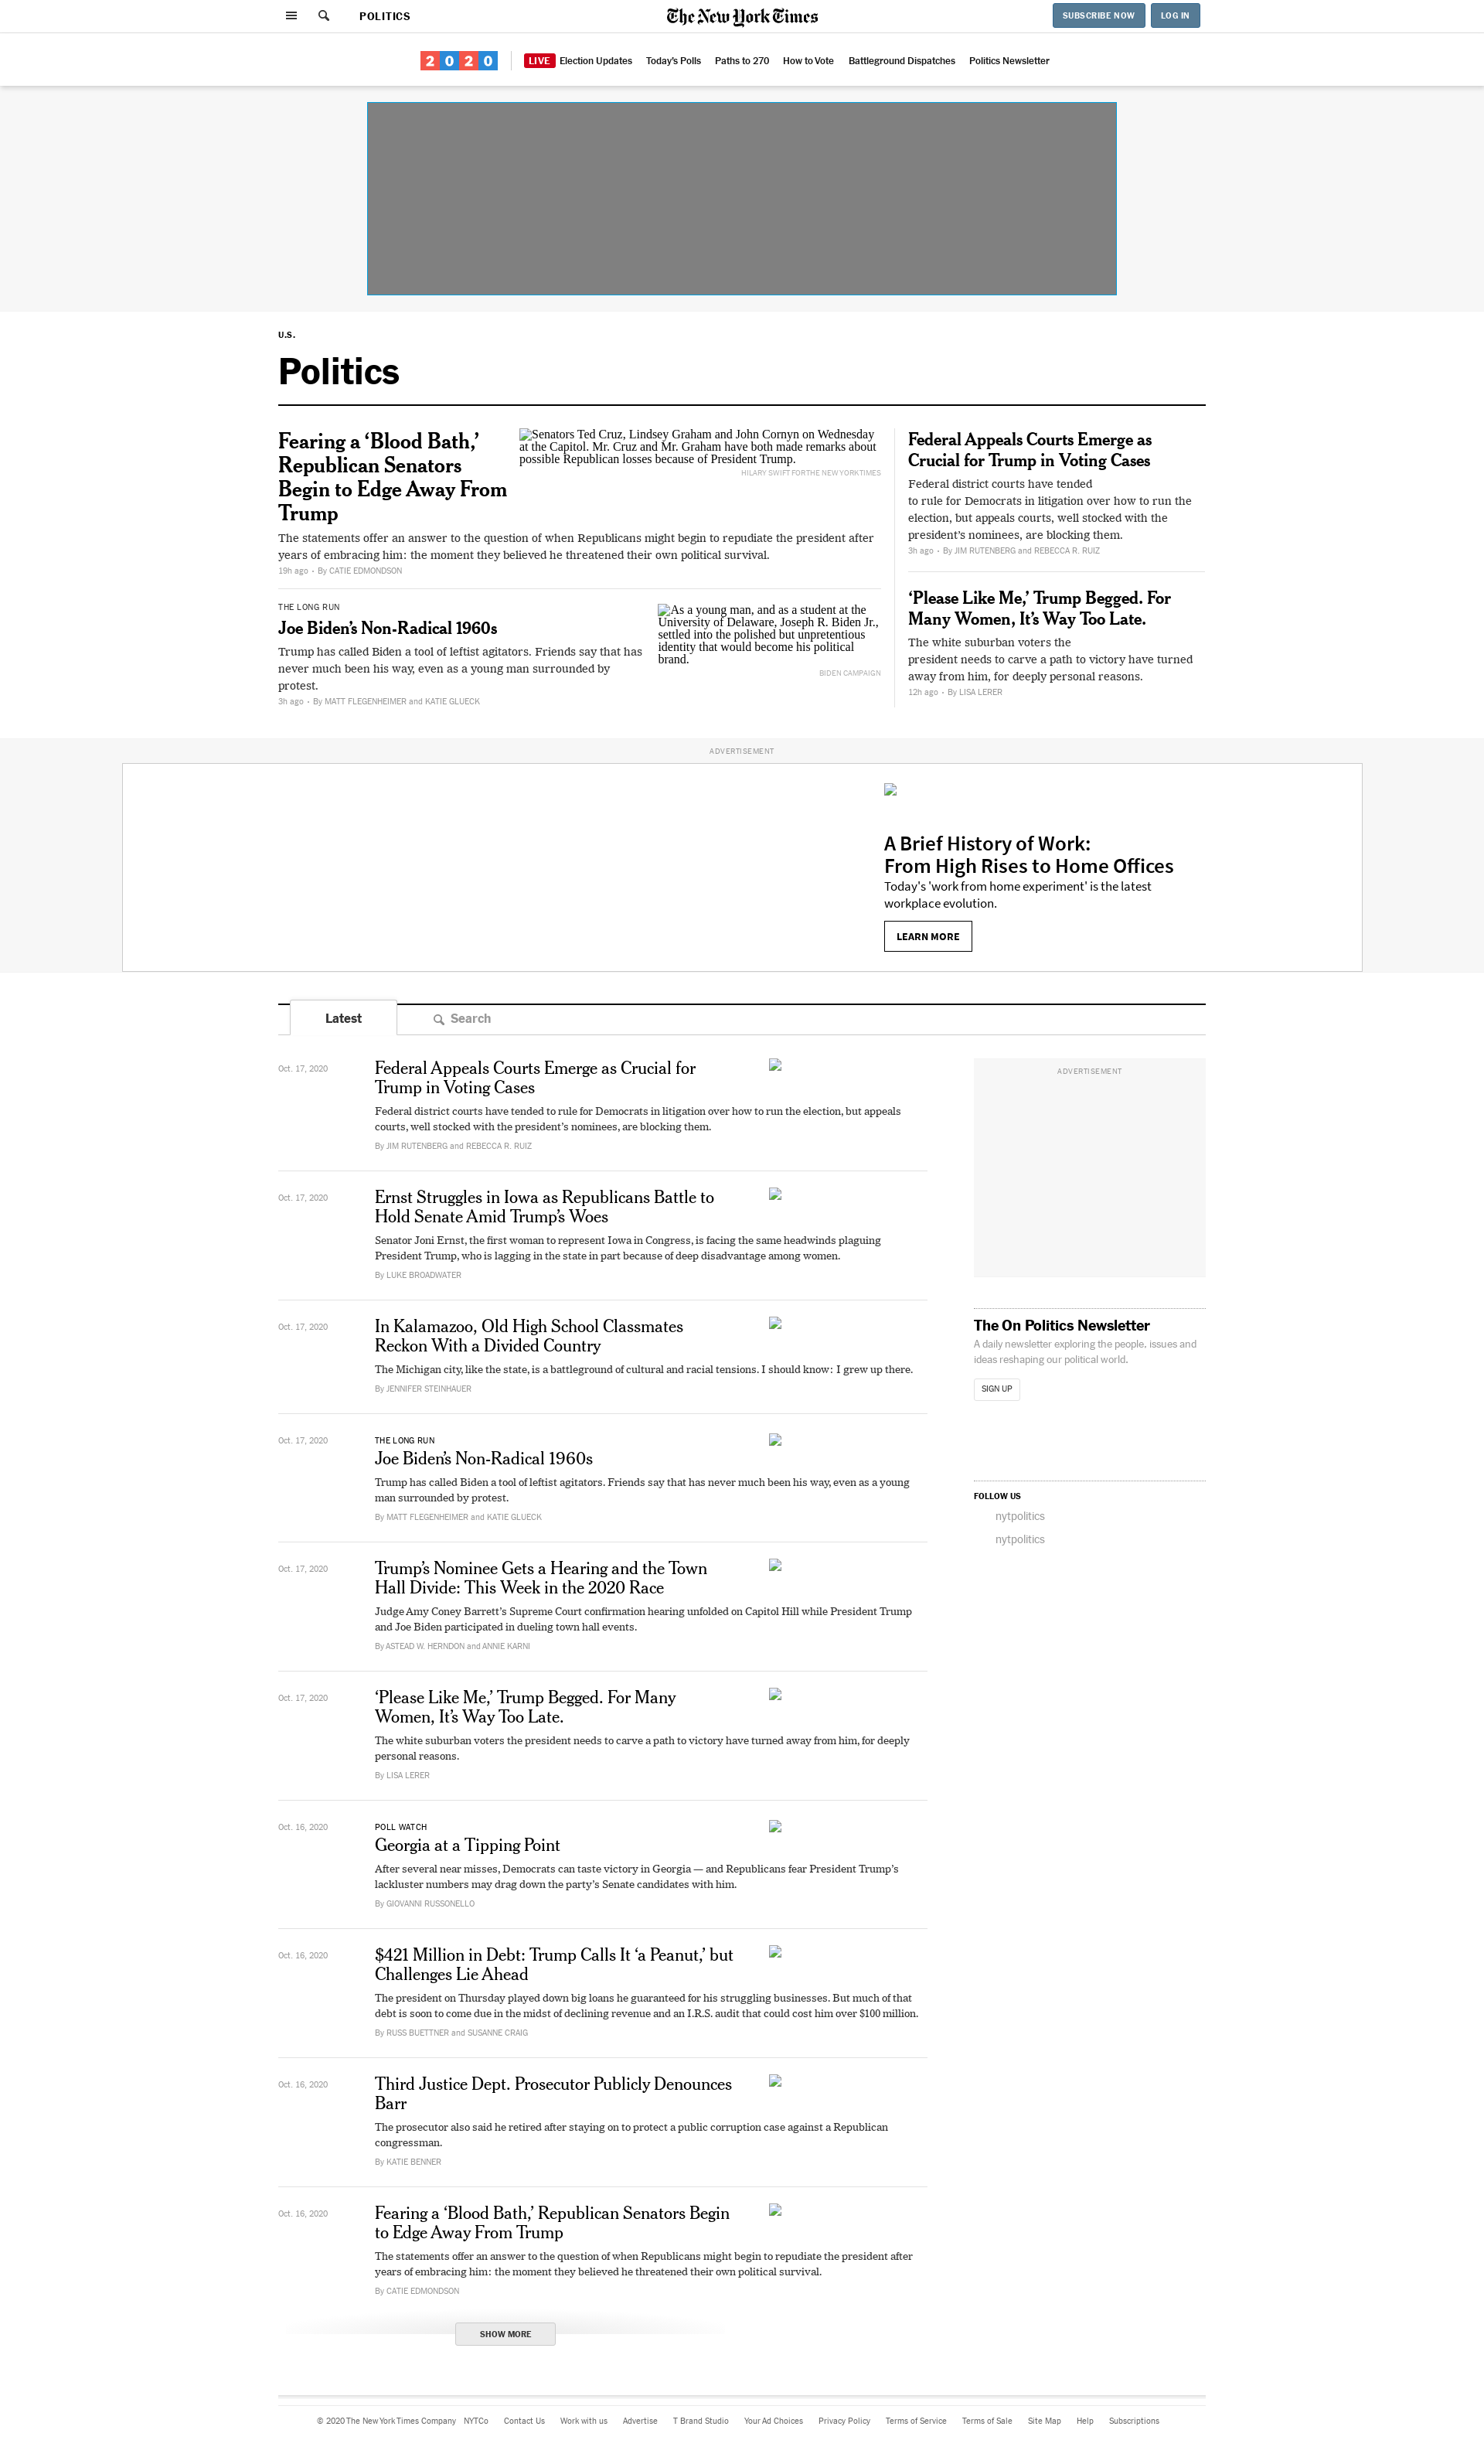 POLITICS
The New York Times
SUBSCRIBE NOW
LOG IN
2020
LIVE Election Updates
Today's Polls
Paths to 270
How to Vote
Battleground Dispatches
Politics Newsletter
U.S.
Politics
Fearing a ‘Blood Bath,’
Republican Senators
Begin to Edge Away From
Trump
Senators Ted Cruz, Lindsey Graham and John Cornyn on Wednesday
at the Capitol. Mr. Cruz and Mr. Graham have both made remarks about
possible Republican losses because of President Trump.
HILARY SWIFT FOR THE NEW YORK TIMES
The statements offer an answer to the question of when Republicans might begin to repudiate the president after
years of embracing him: the moment they believed he threatened their own political survival.
19h ago • By CATIE EDMONDSON
THE LONG RUN
Joe Biden’s Non-Radical 1960s
Trump has called Biden a tool of leftist agitators. Friends say that has
never much been his way, even as a young man surrounded by
protest.
3h ago • By MATT FLEGENHEIMER and KATIE GLUECK
As a young man, and as a student at the
University of Delaware, Joseph R. Biden Jr.,
settled into the polished but unpretentious
identity that would become his political
brand.
BIDEN CAMPAIGN
Federal Appeals Courts Emerge as
Crucial for Trump in Voting Cases
Federal district courts have tended
to rule for Democrats in litigation over how to run the
election, but appeals courts, well stocked with the
president’s nominees, are blocking them.
3h ago • By JIM RUTENBERG and REBECCA R. RUIZ
‘Please Like Me,’ Trump Begged. For
Many Women, It’s Way Too Late.
The white suburban voters the
president needs to carve a path to victory have turned
away from him, for deeply personal reasons.
12h ago • By LISA LERER
ADVERTISEMENT
A Brief History of Work:
From High Rises to Home Offices
Today's 'work from home experiment' is the latest
workplace evolution.
LEARN MORE
Latest
Search
Oct. 17, 2020
Federal Appeals Courts Emerge as Crucial for
Trump in Voting Cases
Federal district courts have tended to rule for Democrats in litigation over how to run the election, but appeals
courts, well stocked with the president’s nominees, are blocking them.
By JIM RUTENBERG and REBECCA R. RUIZ
Oct. 17, 2020
Ernst Struggles in Iowa as Republicans Battle to
Hold Senate Amid Trump’s Woes
Senator Joni Ernst, the first woman to represent Iowa in Congress, is facing the same headwinds plaguing
President Trump, who is lagging in the state in part because of deep disadvantage among women.
By LUKE BROADWATER
Oct. 17, 2020
In Kalamazoo, Old High School Classmates
Reckon With a Divided Country
The Michigan city, like the state, is a battleground of cultural and racial tensions. I should know: I grew up there.
By JENNIFER STEINHAUER
Oct. 17, 2020
THE LONG RUN
Joe Biden’s Non-Radical 1960s
Trump has called Biden a tool of leftist agitators. Friends say that has never much been his way, even as a young
man surrounded by protest.
By MATT FLEGENHEIMER and KATIE GLUECK
Oct. 17, 2020
Trump’s Nominee Gets a Hearing and the Town
Hall Divide: This Week in the 2020 Race
Judge Amy Coney Barrett’s Supreme Court confirmation hearing unfolded on Capitol Hill while President Trump
and Joe Biden participated in dueling town hall events.
By ASTEAD W. HERNDON and ANNIE KARNI
Oct. 17, 2020
‘Please Like Me,’ Trump Begged. For Many
Women, It’s Way Too Late.
The white suburban voters the president needs to carve a path to victory have turned away from him, for deeply
personal reasons.
By LISA LERER
Oct. 16, 2020
POLL WATCH
Georgia at a Tipping Point
After several near misses, Democrats can taste victory in Georgia — and Republicans fear President Trump’s
lackluster numbers may drag down the party’s Senate candidates with him.
By GIOVANNI RUSSONELLO
Oct. 16, 2020
$421 Million in Debt: Trump Calls It ‘a Peanut,’ but
Challenges Lie Ahead
The president on Thursday played down big loans he guaranteed for his struggling businesses. But much of that
debt is soon to come due in the midst of declining revenue and an I.R.S. audit that could cost him over $100 million.
By RUSS BUETTNER and SUSANNE CRAIG
Oct. 16, 2020
Third Justice Dept. Prosecutor Publicly Denounces
Barr
The prosecutor also said he retired after staying on to protect a public corruption case against a Republican
congressman.
By KATIE BENNER
Oct. 16, 2020
Fearing a ‘Blood Bath,’ Republican Senators Begin
to Edge Away From Trump
The statements offer an answer to the question of when Republicans might begin to repudiate the president after
years of embracing him: the moment they believed he threatened their own political survival.
By CATIE EDMONDSON
SHOW MORE
ADVERTISEMENT
The On Politics Newsletter
A daily newsletter exploring the people, issues and
ideas reshaping our political world.
SIGN UP
FOLLOW US
nytpolitics
nytpolitics
© 2020 The New York Times Company
NYTCo
Contact Us
Work with us
Advertise
T Brand Studio
Your Ad Choices
Privacy Policy
Terms of Service
Terms of Sale
Site Map
Help
Subscriptions